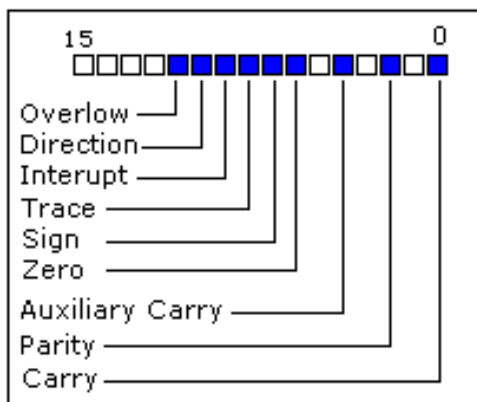 15 0
Overlow
Direction
Interupt
Trace
Sign
Zero
Auxiliary Carry
Parity
Carry